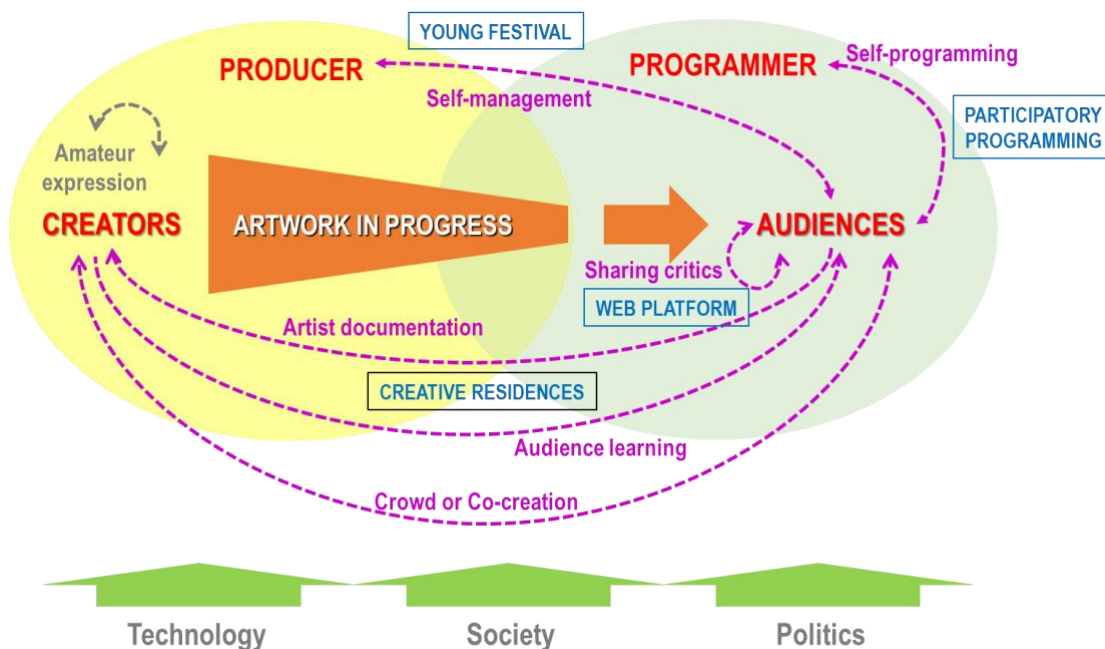 YOUNG FESTIVAL
PRODUCER
PROGRAMMER
Self-programming
Self-management
PARTICIPATORY
PROGRAMMING
Amateur
expression
CREATORS
ARTWORK IN PROGRESS
AUDIENCES
Sharing critics
WEB PLATFORM
Artist documentation
CREATIVE RESIDENCES
Audience learning
Crowd or Co-creation
Technology
Society
Politics